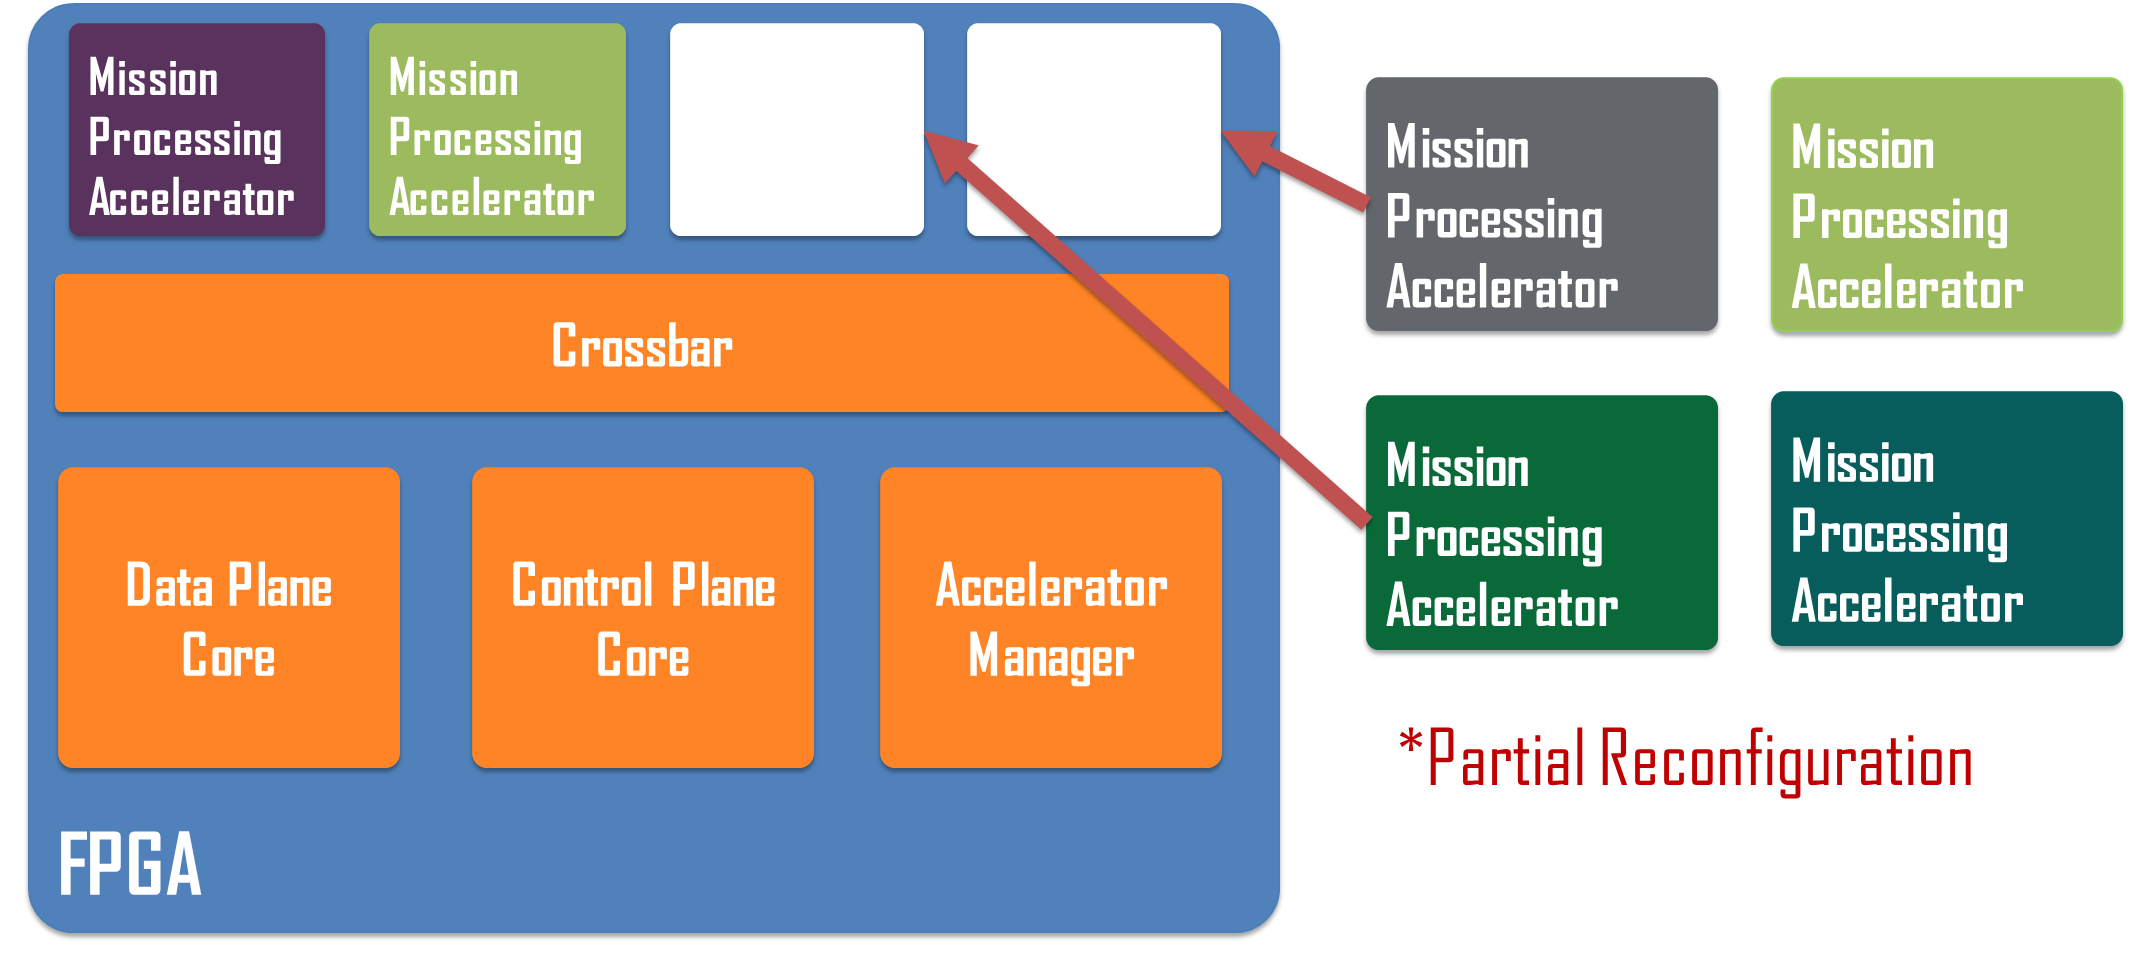 Mission
Processing
Accelerator
Mission
Processing
Accelerator
Crossbar
Data Plane
Core
Control Plane
Core
Accelerator
Manager
FPGA
Mission
Processing
Accelerator
Mission
Processing
Accelerator
Mission
Processing
Accelerator
Mission
Processing
Accelerator
*Partial Reconfiguration